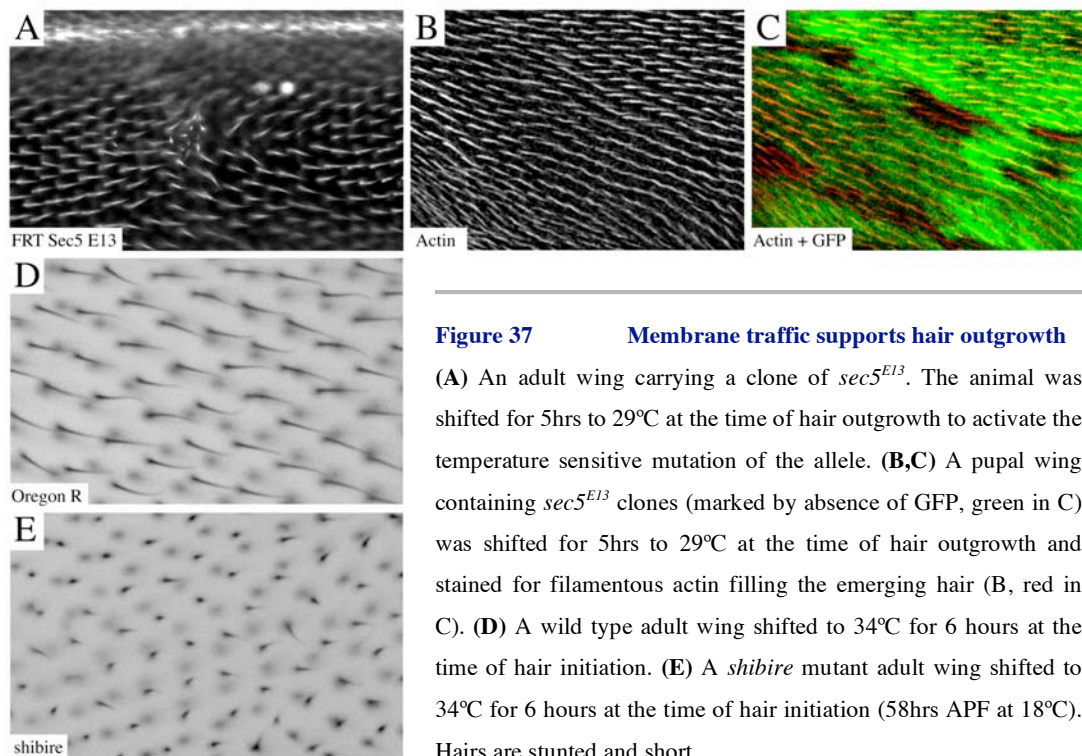 A
B
C
FRT Sec5 E13
Actin
Actin + GFP
D
Oregon R
E
shibire
Figure 37 Membrane traffic supports hair outgrowth
(A) An adult wing carrying a clone of sec5E13. The animal was
shifted for 5hrs to 29ºC at the time of hair outgrowth to activate the
temperature sensitive mutation of the allele. (B,C) A pupal wing
containing sec5E13 clones (marked by absence of GFP, green in C)
was shifted for 5hrs to 29ºC at the time of hair outgrowth and
stained for filamentous actin filling the emerging hair (B, red in
C). (D) A wild type adult wing shifted to 34ºC for 6 hours at the
time of hair initiation. (E) A shibire mutant adult wing shifted to
34ºC for 6 hours at the time of hair initiation (58hrs APF at 18ºC).
Hairs are stunted and short